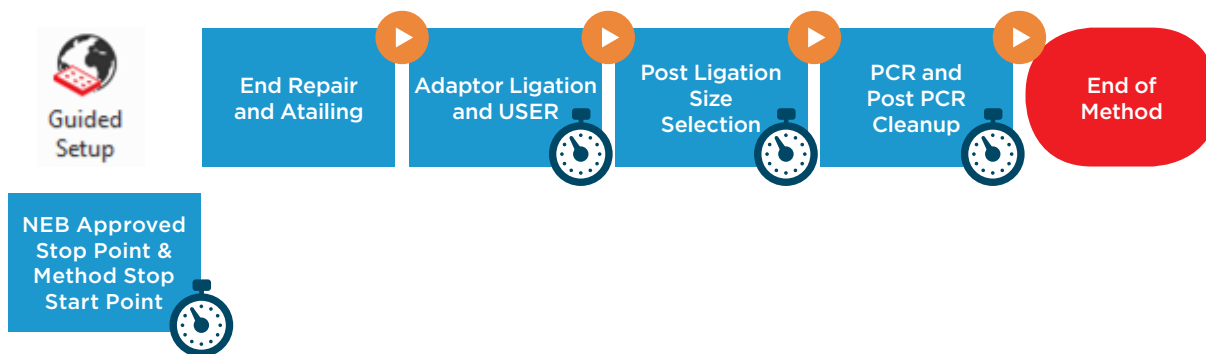 Guided
Setup
End Repair
and Atailing
Adaptor Ligation
and USER
Post Ligation
Size
Selection
PCR and
Post PCR
Cleanup
End of
Method
NEB Approved
Stop Point &
Method Stop
Start Point